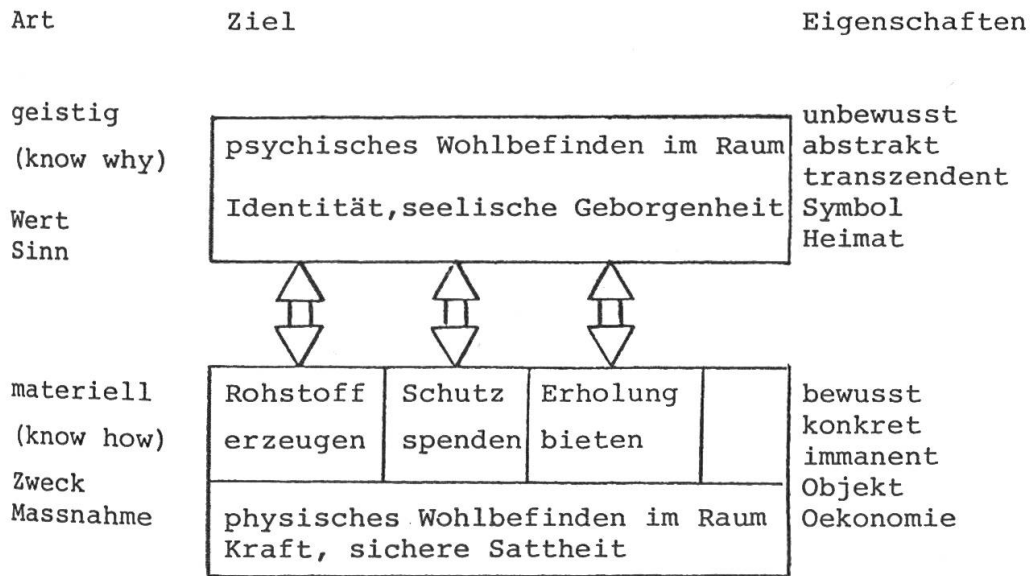 Art Ziel Eigenschaften
geistig
(know why)
Wert
Sinn
psychisches Wohlbefinden im Raum
Identität,seelische Geborgenheit
unbewusst
abstrakt
transzendent
Symbol
Heimat
materiell
(know how)
Zweck
Massnahme
Rohstoff
erzeugen
Schutz
spenden
Erholung
bieten
physisches Wohlbefinden im Raum
Kraft, sichere Sattheit
bewusst
konkret
immanent
Objekt
Oekonomie